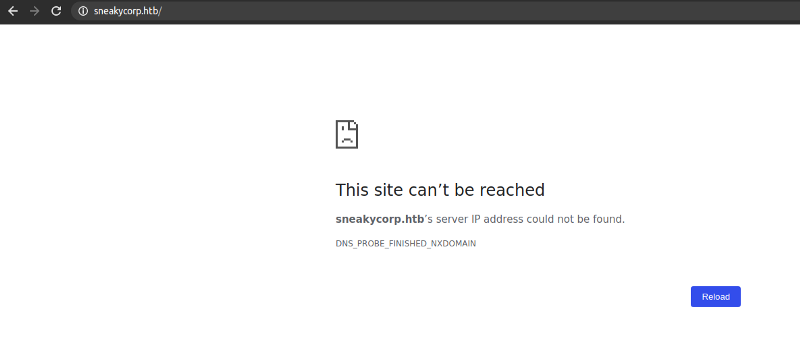 sneakycorp.htb/
This site can’t be reached
sneakycorp.htb’s server IP address could not be found.
DNS_PROBE_FINISHED_NXDOMAIN
Reload